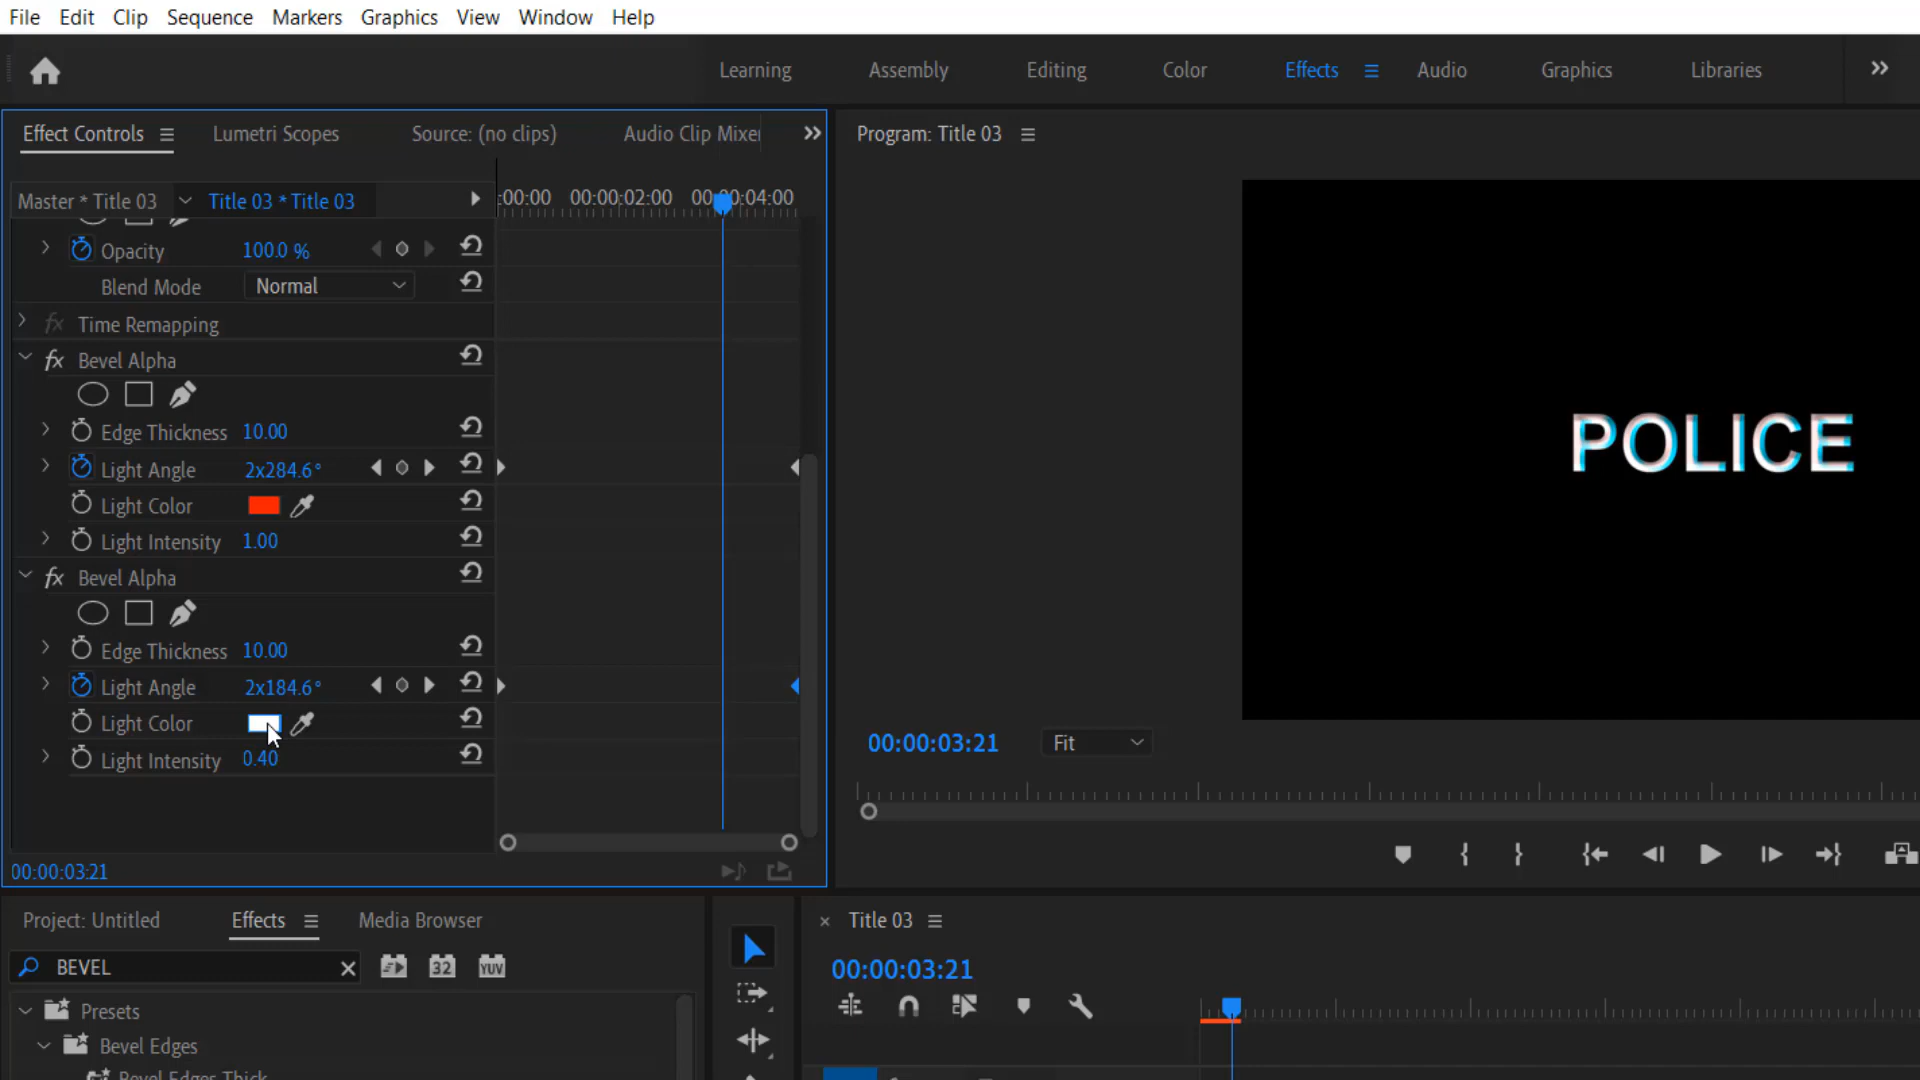 File Edit Clip Sequence Markers Graphics View Window Help
Learning Assembly Editing Color Effects Audio Graphics Libraries
Effect Controls Lumetri Scopes Source: (no clips) Audio Clip Mixer
Program: Title 03
Master * Title 03 Title 03 * Title 03
:00:00 00:00:02:00 00:00:04:00
Opacity 100.0 %
Blend Mode Normal
fx Time Remapping
fx Bevel Alpha
Edge Thickness 10.00
Light Angle 2x284.6°
Light Color
Light Intensity 1.00
fx Bevel Alpha
Edge Thickness 10.00
Light Angle 2x184.6°
Light Color
Light Intensity 0.40
00:00:03:21
POLICE
00:00:03:21 Fit
Project: Untitled Effects Media Browser
BEVEL 32 YUV
Presets
Bevel Edges
Bevel Edges Thick
× Title 03
00:00:03:21